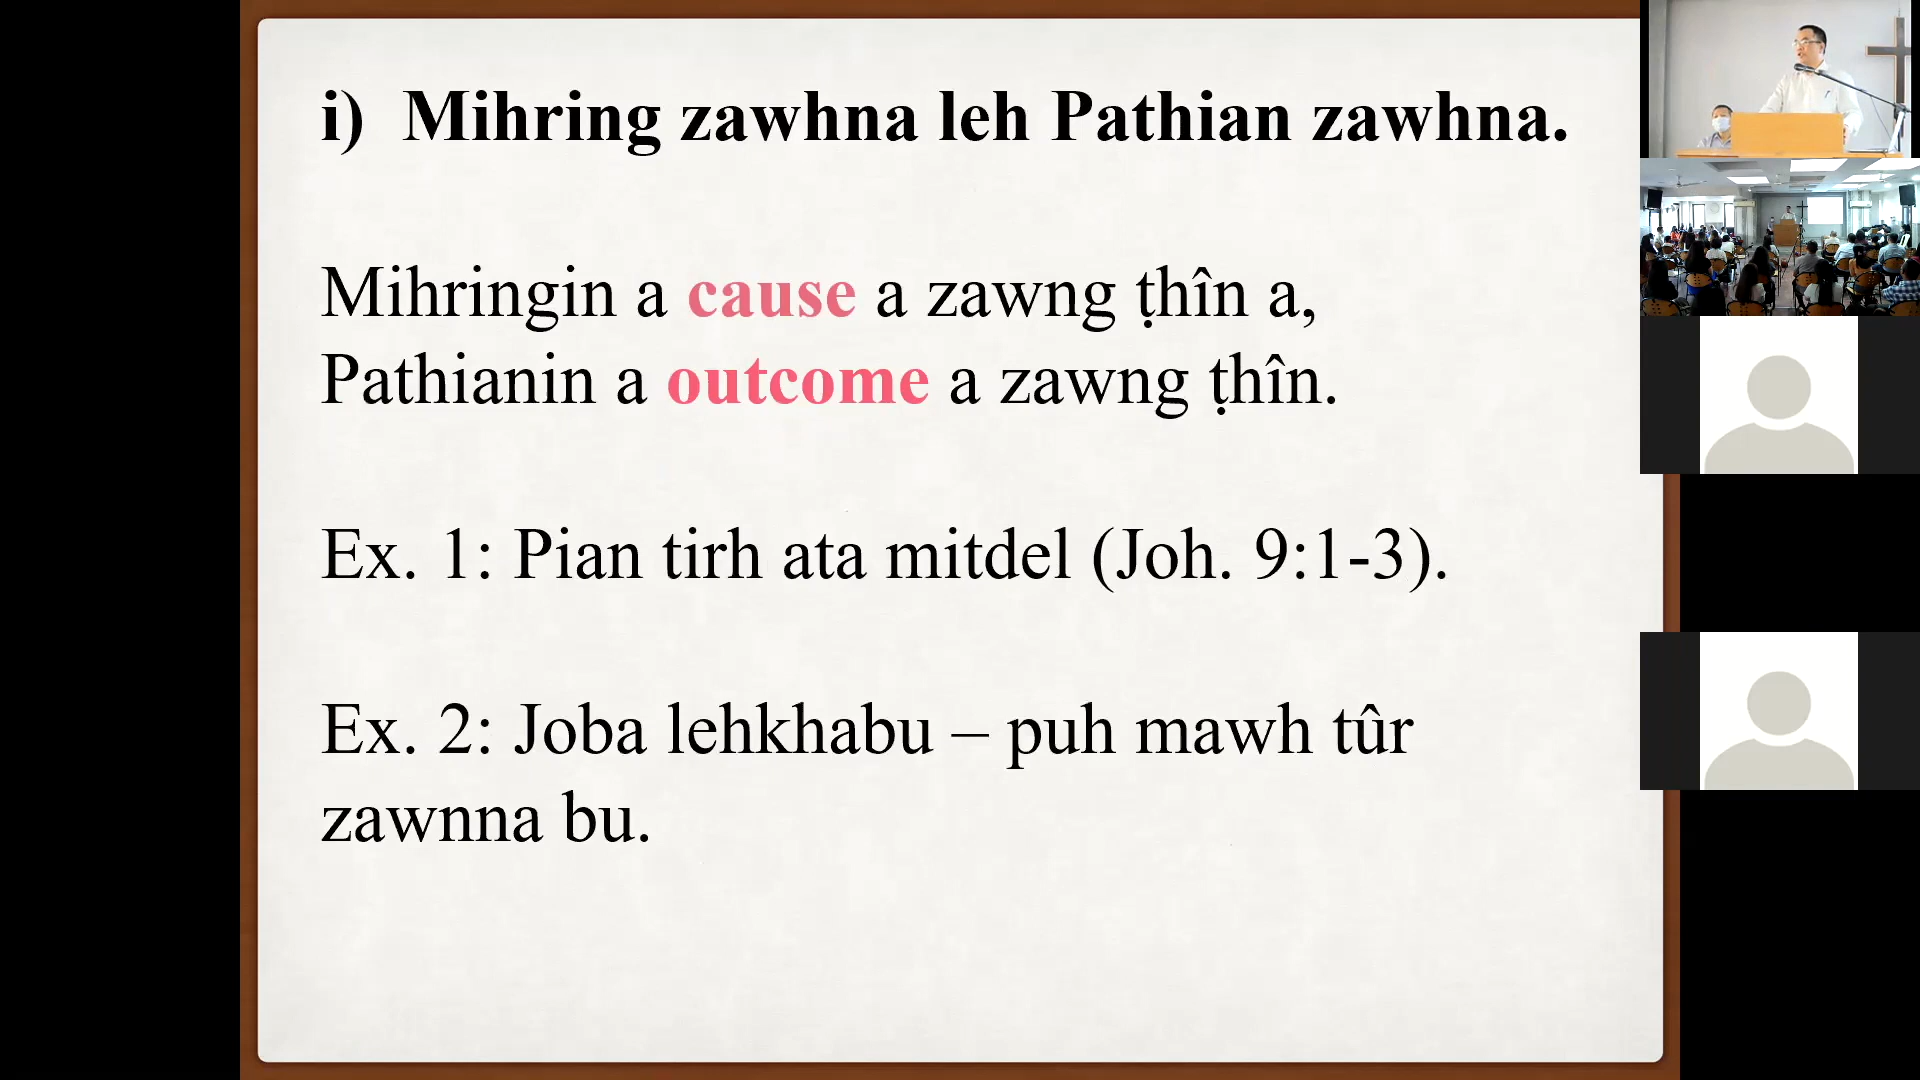 i) Mihring zawhna leh Pathian zawhna.
Mihringin a cause a zawng ṭhîn a,
Pathianin a outcome a zawng ṭhîn.
Ex. 1: Pian tirh ata mitdel (Joh. 9:1-3).
Ex. 2: Joba lehkhabu – puh mawh tûr
zawnna bu.